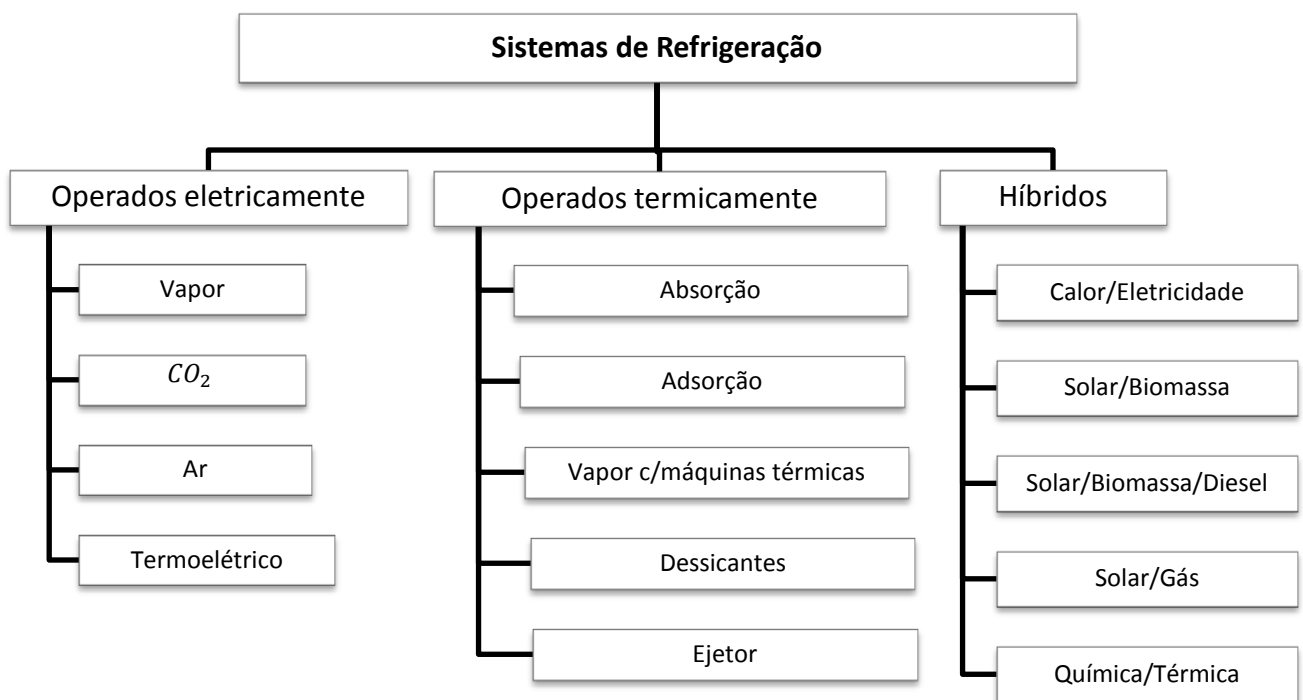 Sistemas de Refrigeração
Operados eletricamente
Vapor
CO₂
Ar
Termoelétrico
Operados termicamente
Absorção
Adsorção
Vapor c/máquinas térmicas
Dessicantes
Ejetor
Híbridos
Calor/Eletricidade
Solar/Biomassa
Solar/Biomassa/Diesel
Solar/Gás
Química/Térmica